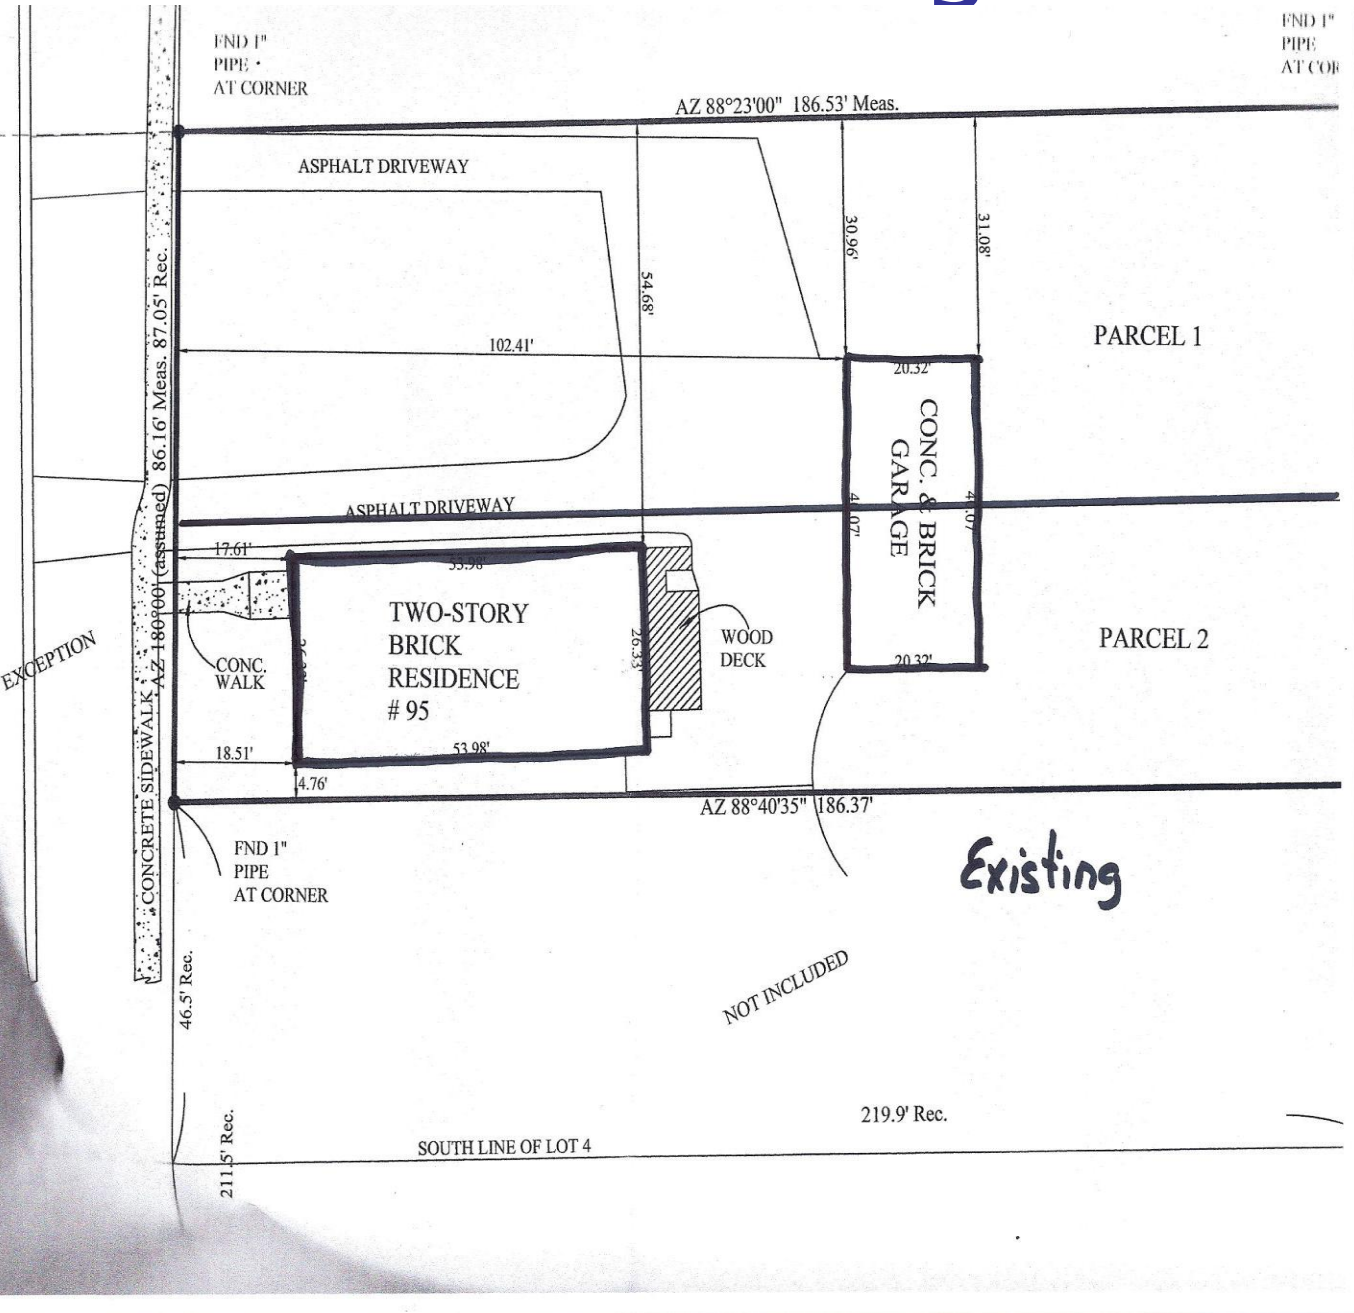 FND 1"
PIPE
AT CORNER
FND 1"
PIPE
AZ 88°23'00" 186.53' Meas.
ASPHALT DRIVEWAY
30.96'
31.08'
54.68'
102.41'
PARCEL 1
20.32'
CONC. & BRICK
GARAGE
AZ 180°00' (assumed) 86.16' Meas. 87.05' Rec.
ASPHALT DRIVEWAY
17.61'
53.98'
TWO-STORY
BRICK
RESIDENCE
# 95
26.33'
WOOD
DECK
PARCEL 2
20.32'
EXCEPTION
CONC.
WALK
CONCRETE SIDEWALK
18.51'
53.98'
4.76'
AZ 88°40'35" 186.37'
FND 1"
PIPE
AT CORNER
Existing
NOT INCLUDED
46.5' Rec.
211.5' Rec.
219.9' Rec.
SOUTH LINE OF LOT 4